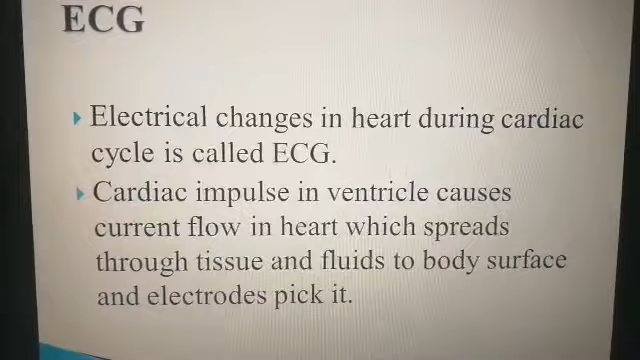 ECG
Electrical changes in heart during cardiac
cycle is called ECG.
Cardiac impulse in ventricle causes
current flow in heart which spreads
through tissue and fluids to body surface
and electrodes pick it.